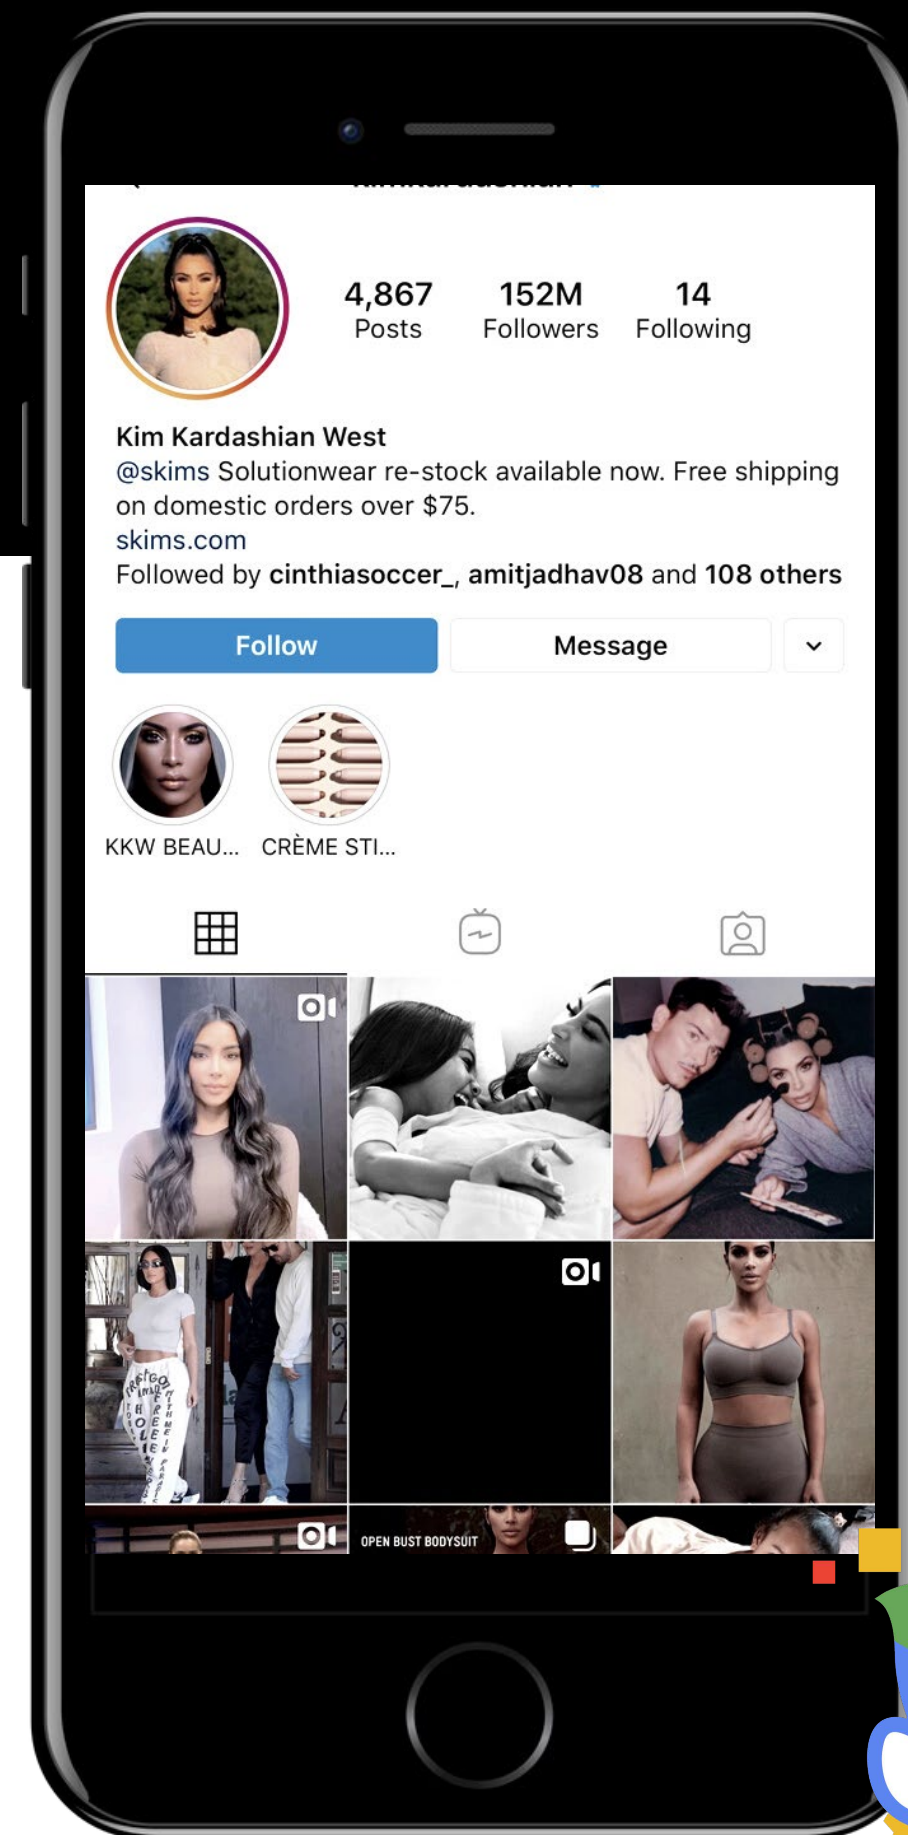 4,867 152M 14
Posts Followers Following
Kim Kardashian West
@skims Solutionwear re-stock available now. Free shipping
on domestic orders over $75.
skims.com
Followed by cinthiasoccer_, amitjadhav08 and 108 others
Follow Message
KKW BEAU... CRÈME STI...
OPEN BUST BODYSUIT